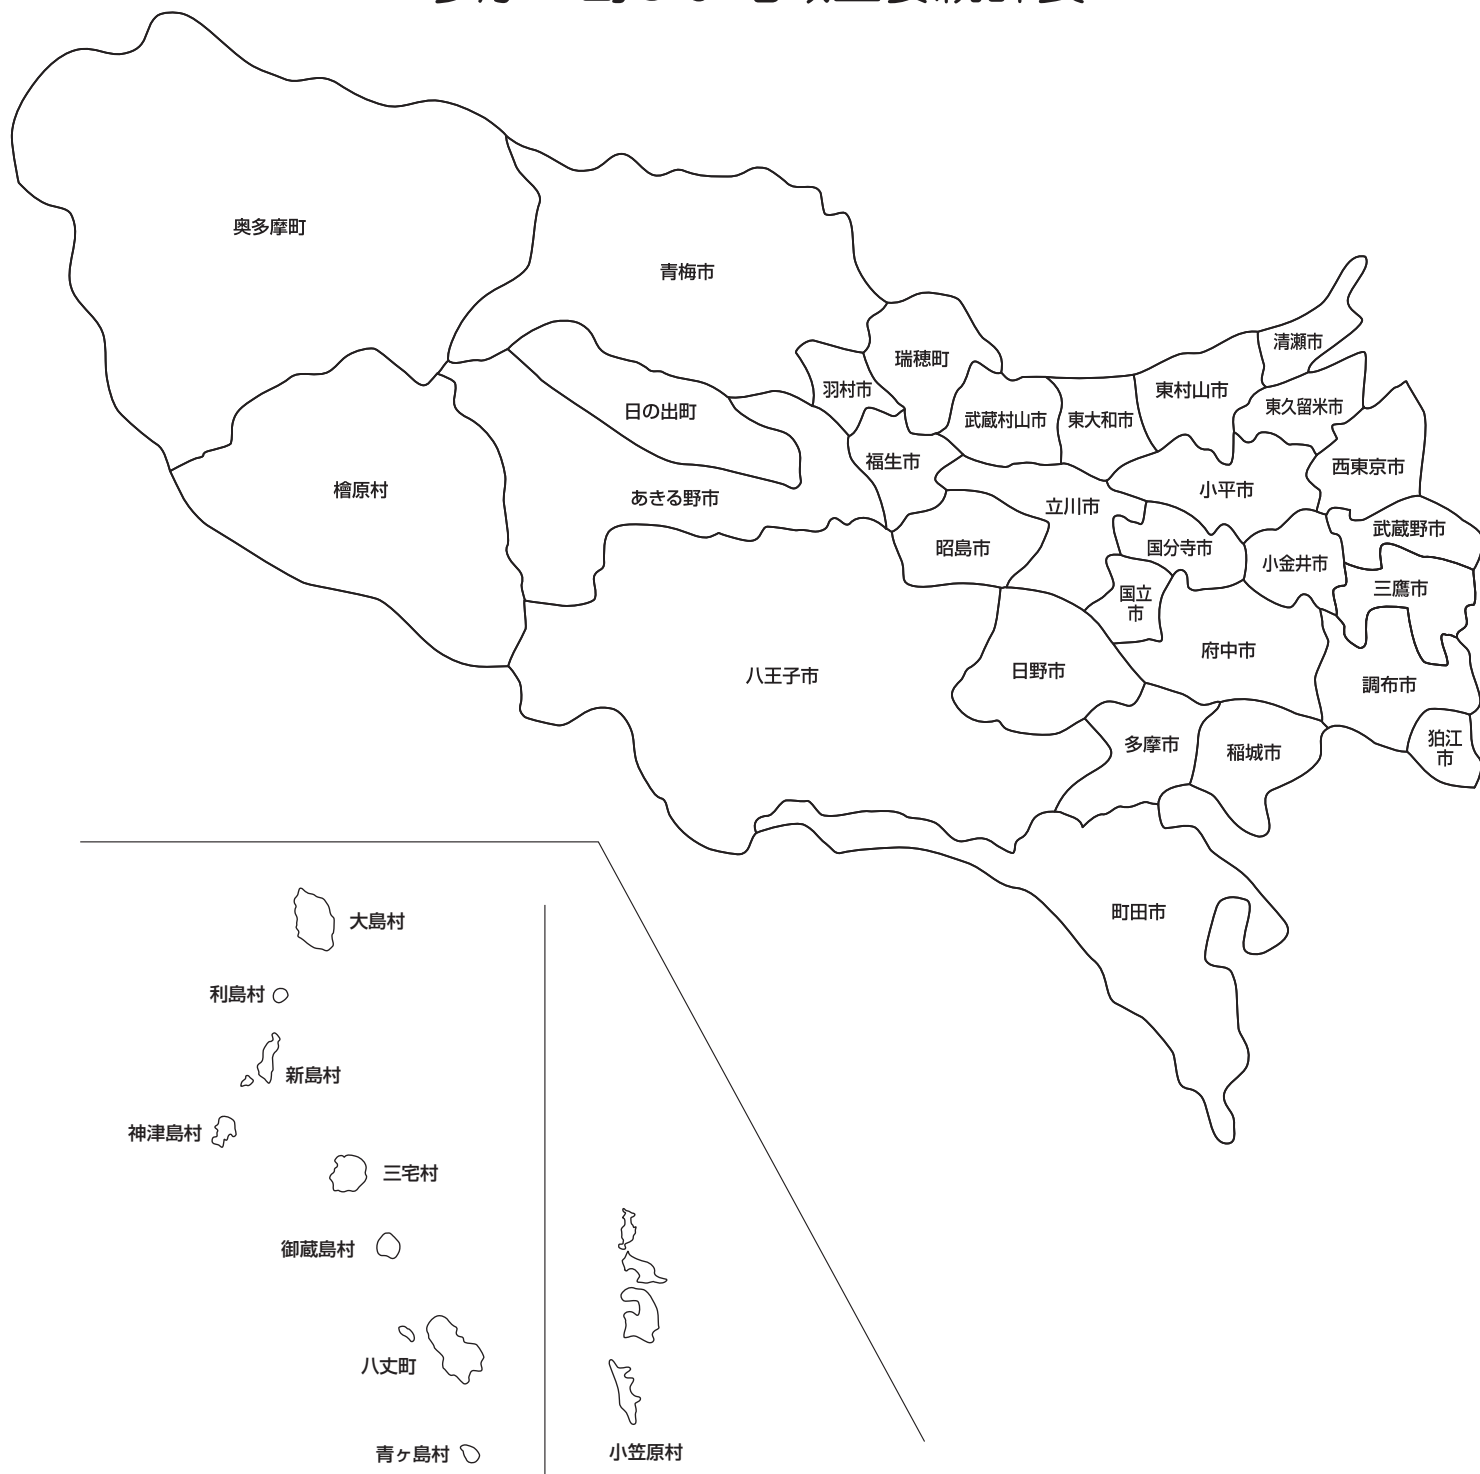 奥多摩町
青梅市
瑞穂町
清瀬市
羽村市
東村山市
日の出町
武蔵村山市
東大和市
東久留米市
福生市
西東京市
檜原村
あきる野市
小平市
立川市
武蔵野市
昭島市
国分寺市
小金井市
三鷹市
国立
市
府中市
八王子市
日野市
調布市
多摩市
稲城市
狛江
市
町田市
大島村
利島村
新島村
神津島村
三宅村
御蔵島村
八丈町
青ヶ島村
小笠原村